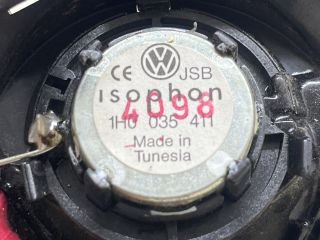 CE VW JSB
isophon
4098
1H0 035 411
Made in
Tunesia